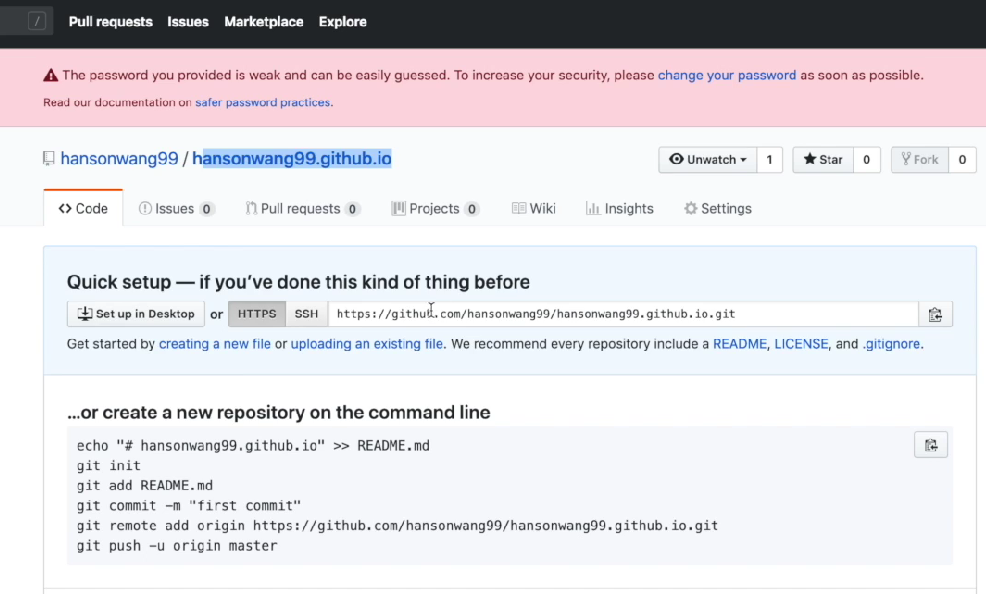 / Pull requests Issues Marketplace Explore
The password you provided is weak and can be easily guessed. To increase your security, please change your password as soon as possible.
Read our documentation on safer password practices.
hansonwang99 / hansonwang99.github.io Unwatch 1 Star 0 Fork 0
Code Issues 0 Pull requests 0 Projects 0 Wiki Insights Settings
Quick setup — if you've done this kind of thing before
Set up in Desktop or HTTPS SSH https://github.com/hansonwang99/hansonwang99.github.io.git
Get started by creating a new file or uploading an existing file. We recommend every repository include a README, LICENSE, and .gitignore.
...or create a new repository on the command line
echo "# hansonwang99.github.io" >> README.md
git init
git add README.md
git commit -m "first commit"
git remote add origin https://github.com/hansonwang99/hansonwang99.github.io.git
git push -u origin master